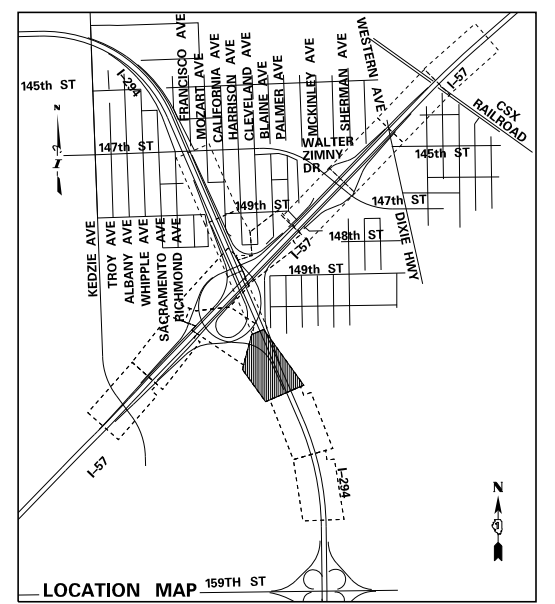 I-57
CSX
RAILROAD
WESTERN AVE
SHERMAN AVE
MCKINLEY AVE
PALMER AVE
BLAINE AVE
CLEVELAND AVE
HARRISON AVE
CALIFORNIA AVE
MOZART AVE
FRANCISCO AVE
I-294
145th ST
N
147th ST
WALTER
ZIMNY
DR
145th ST
149th ST
147th ST
148th ST
DIXIE HWY
I-57
149th ST
KEDZIE AVE
TROY AVE
ALBANY AVE
WHIPPLE AVE
SACRAMENTO AVE
RICHMOND AVE
I-57
I-294
N
LOCATION MAP
159TH ST